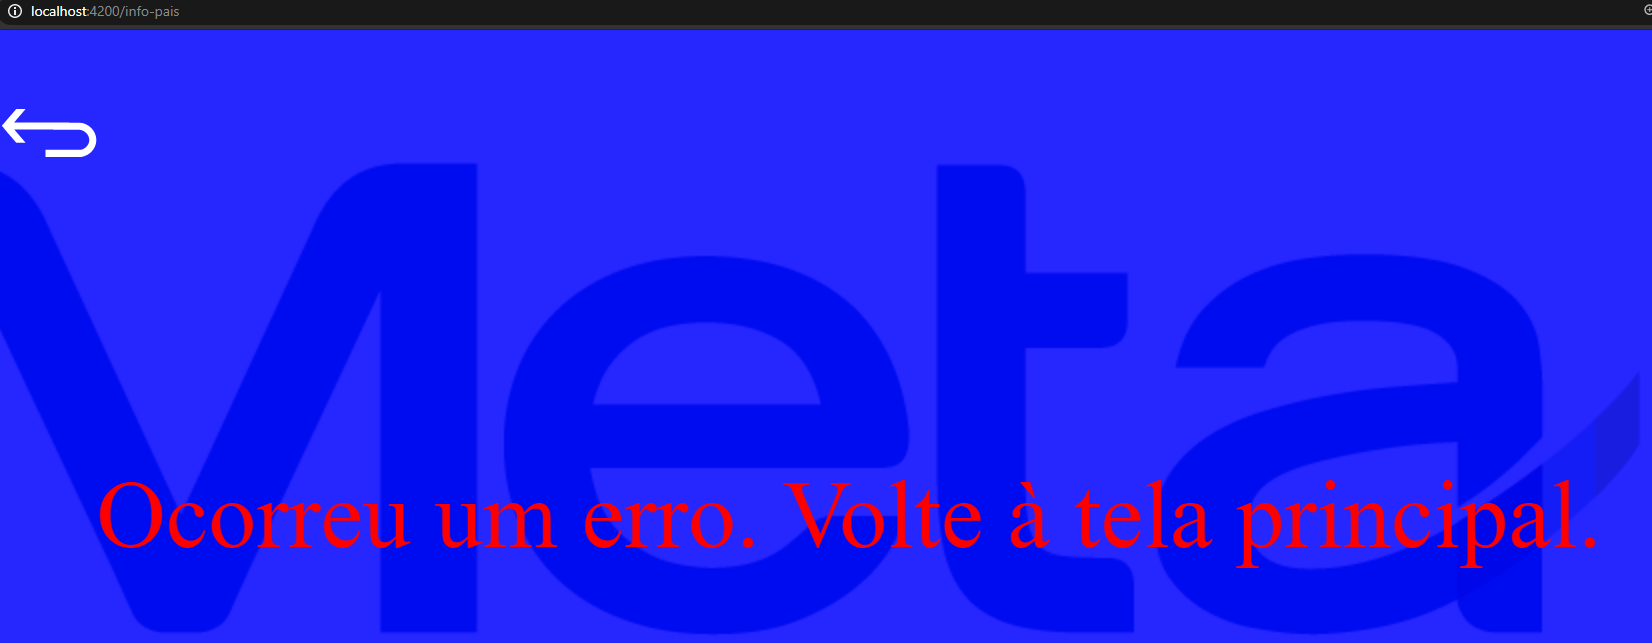 localhost:4200/info-pais
Meta
Ocorreu um erro. Volte à tela principal.